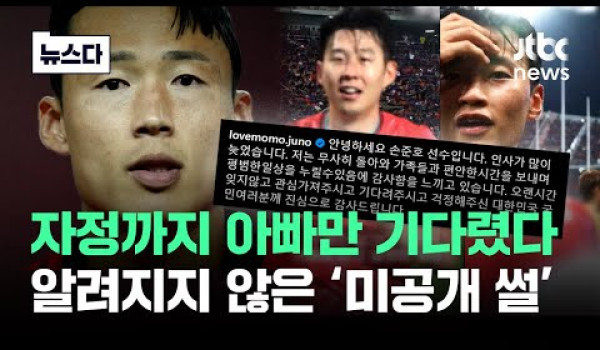 뉴스다
jtbc
news
lovemomo.juno 안녕하세요 손준호 선수입니다. 인사가 많이
늦었습니다. 저는 무사히 돌아와 가족들과 편안한시간을 보내며
평범한일상을 누릴수있음에 감사함을 느끼고 있습니다. 오랜시간
잊지않고 관심가져주시고 기다려주시고 걱정해주신 대한민국 국
민여러분께 진심으로 감사드립니다
자정까지 아빠만 기다렸다
알려지지 않은 ‘미공개 썰’